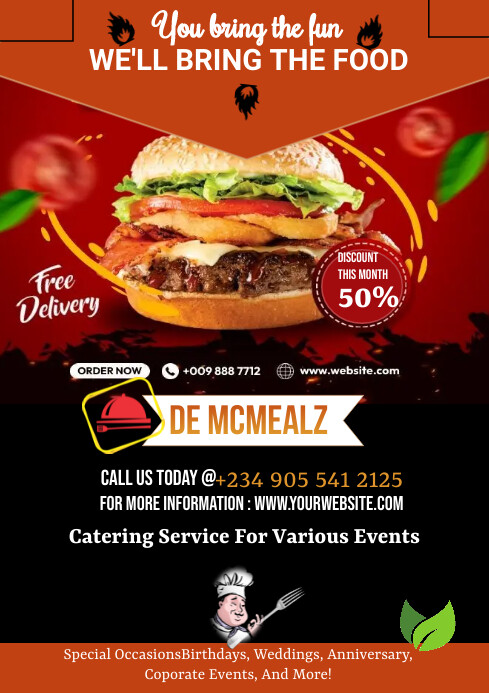 You bring the fun
WE'LL BRING THE FOOD
DISCOUNT
THIS MONTH
50%
Free
Delivery
ORDER NOW +009 888 7712 www.website.com
DE MCMEALZ
CALL US TODAY @+234 905 541 2125
FOR MORE INFORMATION : WWW.YOURWEBSITE.COM
Catering Service For Various Events
Special OccasionsBirthdays, Weddings, Anniversary,
Coporate Events, And More!